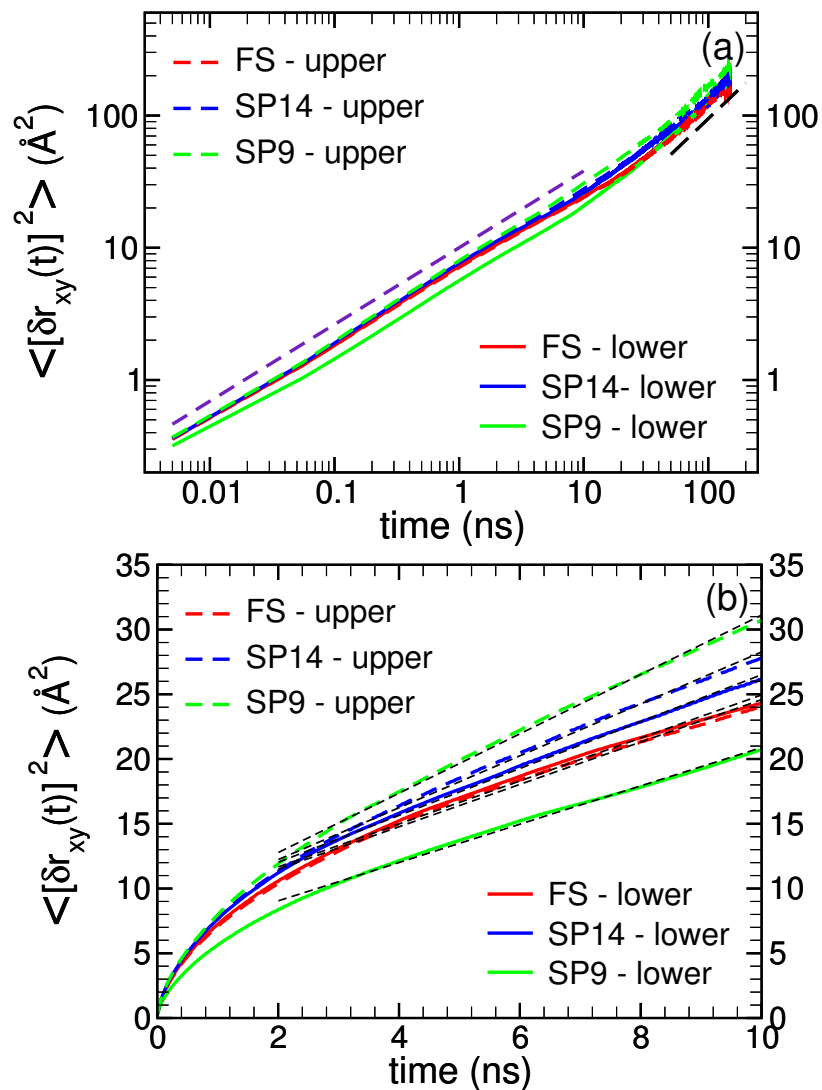 (a)
FS - upper
SP14 - upper
SP9 - upper
100
10
1
100
10
1
<[δr_xy(t)]²> (Å²)
FS - lower
SP14- lower
SP9 - lower
0.01 0.1 1 10 100
time (ns)
(b)
FS - upper
SP14 - upper
SP9 - upper
35
30
25
20
15
10
5
0
35
30
25
20
15
10
5
0
<[δr_xy(t)]²> (Å²)
FS - lower
SP14 - lower
SP9 - lower
0 2 4 6 8 10
time (ns)